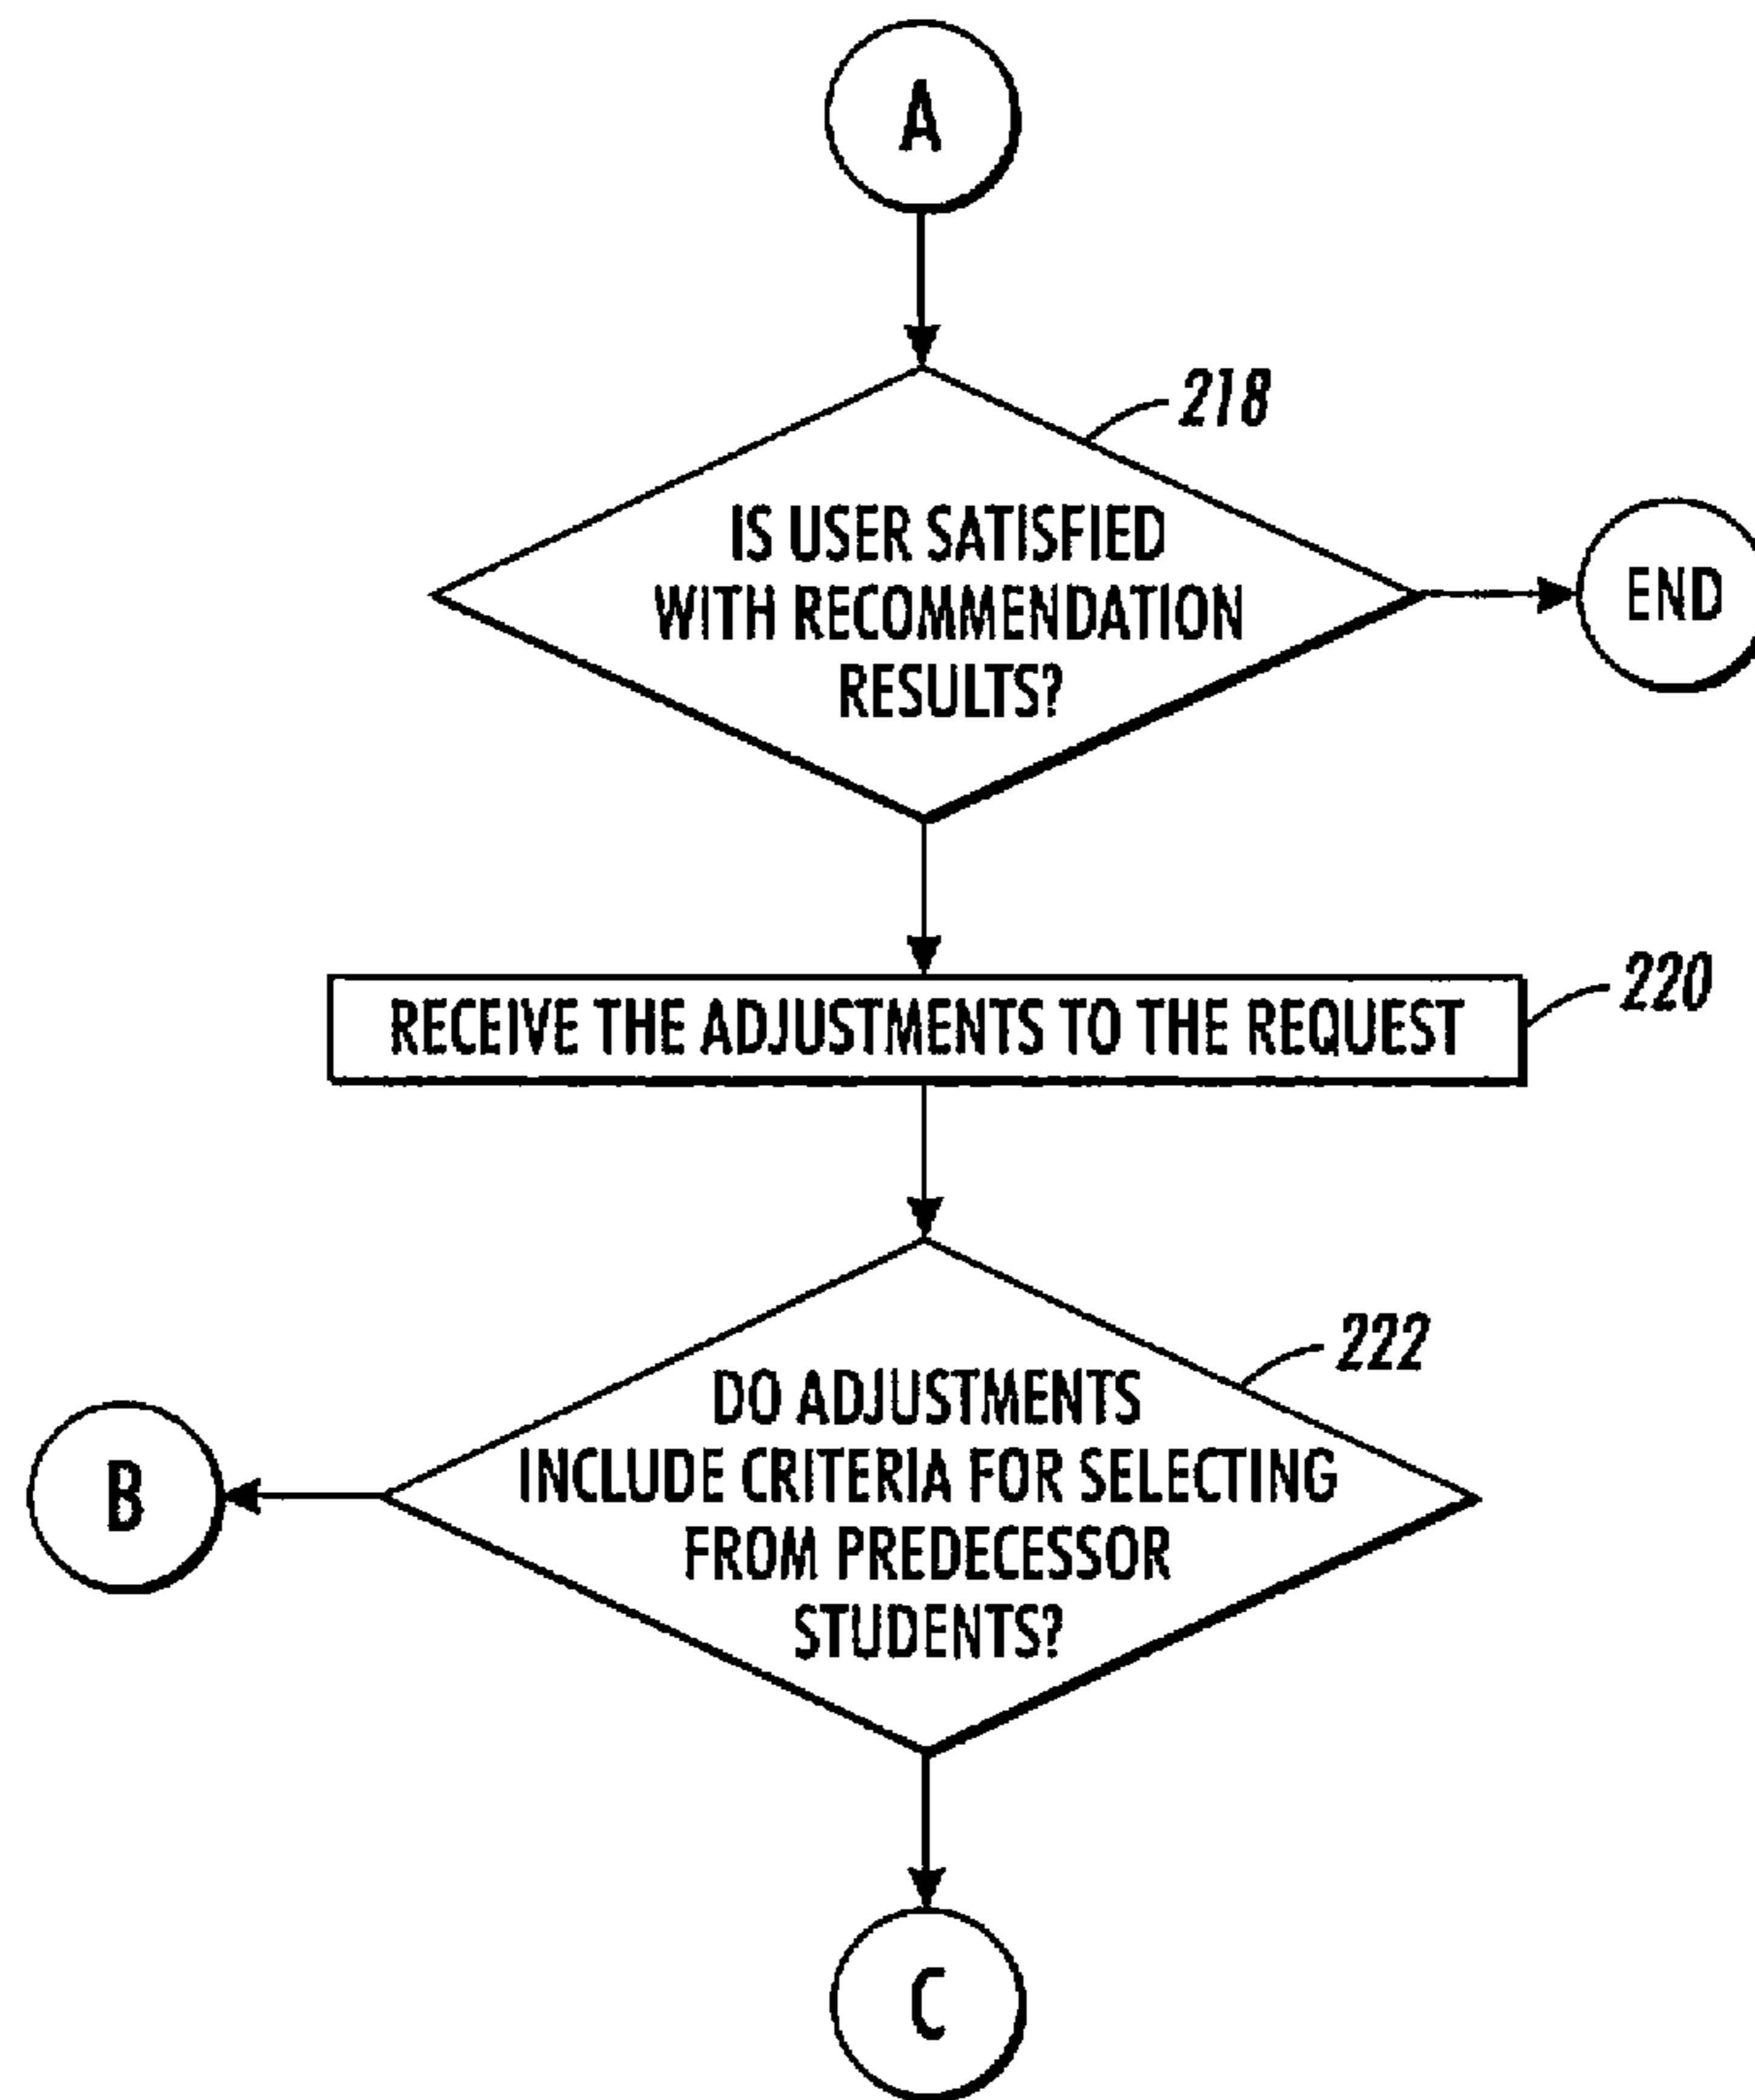 A
218
IS USER SATISFIED
WITH RECOMMENDATION
RESULTS?
END
RECEIVE THE ADJUSTMENTS TO THE REQUEST
220
222
DO ADJUSTMENTS
INCLUDE CRITERIA FOR SELECTING
FROM PREDECESSOR
STUDENTS?
B
C